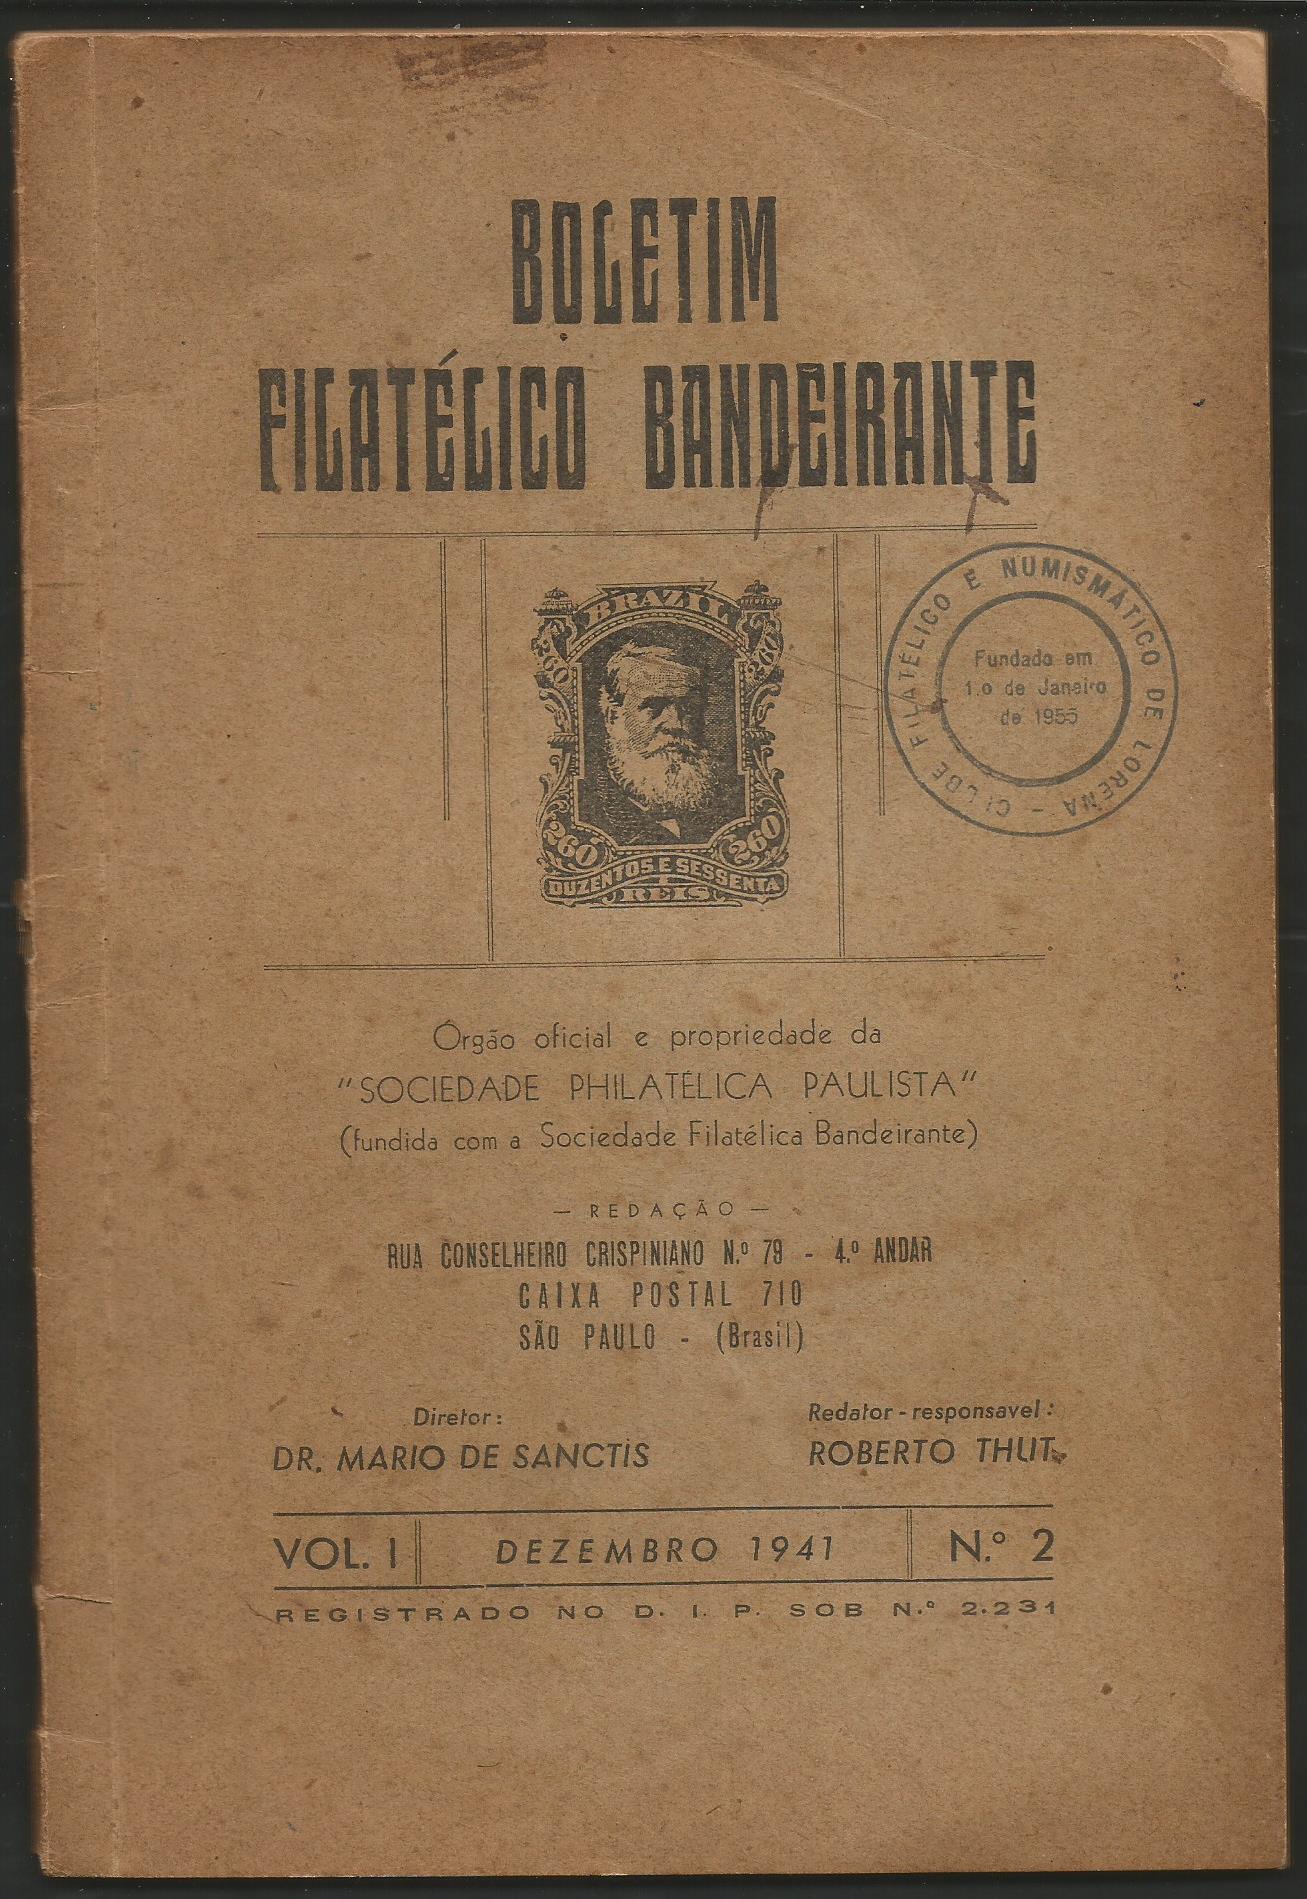 BOLETIM
FILATÉLICO BANDEIRANTE
BRAZIL
260 260
260 260
DUZENTOS E SESSENTA
REIS
CLUBE FILATÉLICO E NUMISMÁTICO DE LORENA -
Fundado em
1.o de Janeiro
de 1955
Órgão oficial e propriedade da
"SOCIEDADE PHILATÉLICA PAULISTA"
(fundida com a Sociedade Filatélica Bandeirante)
— REDAÇÃO —
RUA CONSELHEIRO CRISPINIANO N.º 79 - 4.º ANDAR
CAIXA POSTAL 710
SÃO PAULO - (Brasil)
Diretor:
DR. MARIO DE SANCTIS
Redator-responsavel:
ROBERTO THUT
VOL. I DEZEMBRO 1941 N.º 2
REGISTRADO NO D. I. P. SOB N.º 2.231